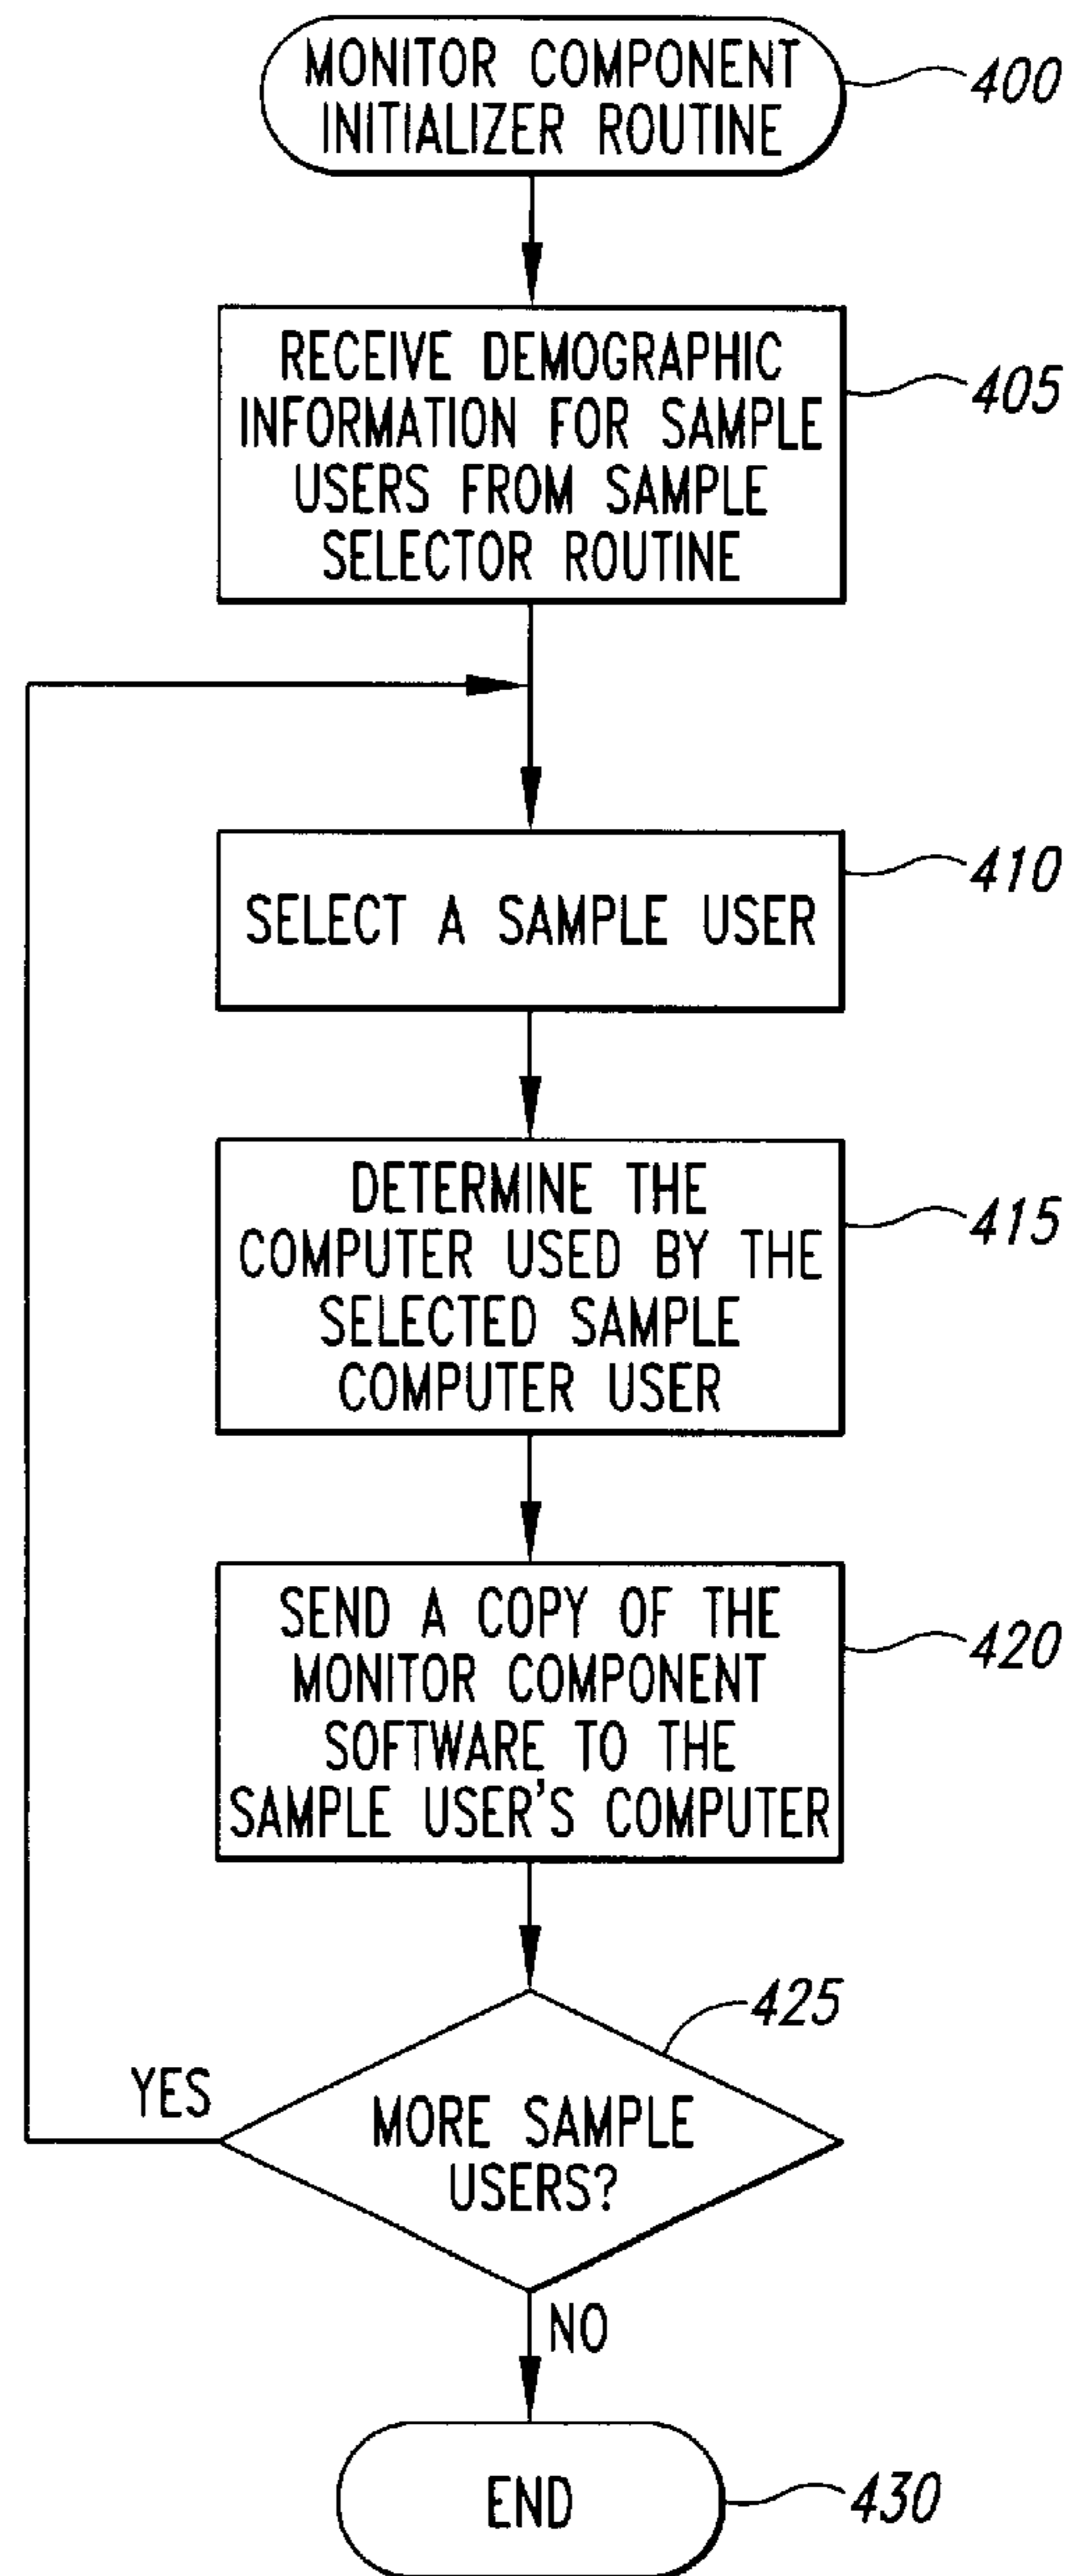 MONITOR COMPONENT
INITIALIZER ROUTINE
400
RECEIVE DEMOGRAPHIC
INFORMATION FOR SAMPLE
USERS FROM SAMPLE
SELECTOR ROUTINE
405
SELECT A SAMPLE USER
410
DETERMINE THE
COMPUTER USED BY THE
SELECTED SAMPLE
COMPUTER USER
415
SEND A COPY OF THE
MONITOR COMPONENT
SOFTWARE TO THE
SAMPLE USER'S COMPUTER
420
425
YES
MORE SAMPLE
USERS?
NO
END
430